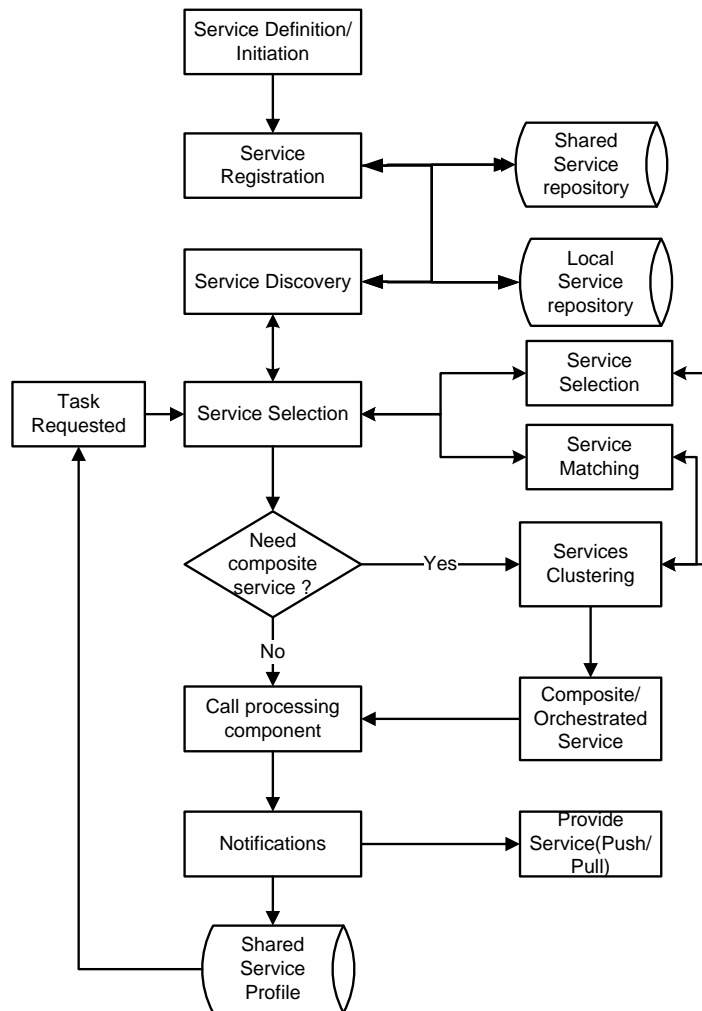 Service Definition/
Initiation
Service
Registration
Shared
Service
repository
Service Discovery
Local
Service
repository
Service
Selection
Task
Requested
Service Selection
Service
Matching
Need
composite
service ?
Yes
Services
Clustering
No
Call processing
component
Composite/
Orchestrated
Service
Notifications
Provide
Service(Push/
Pull)
Shared
Service
Profile